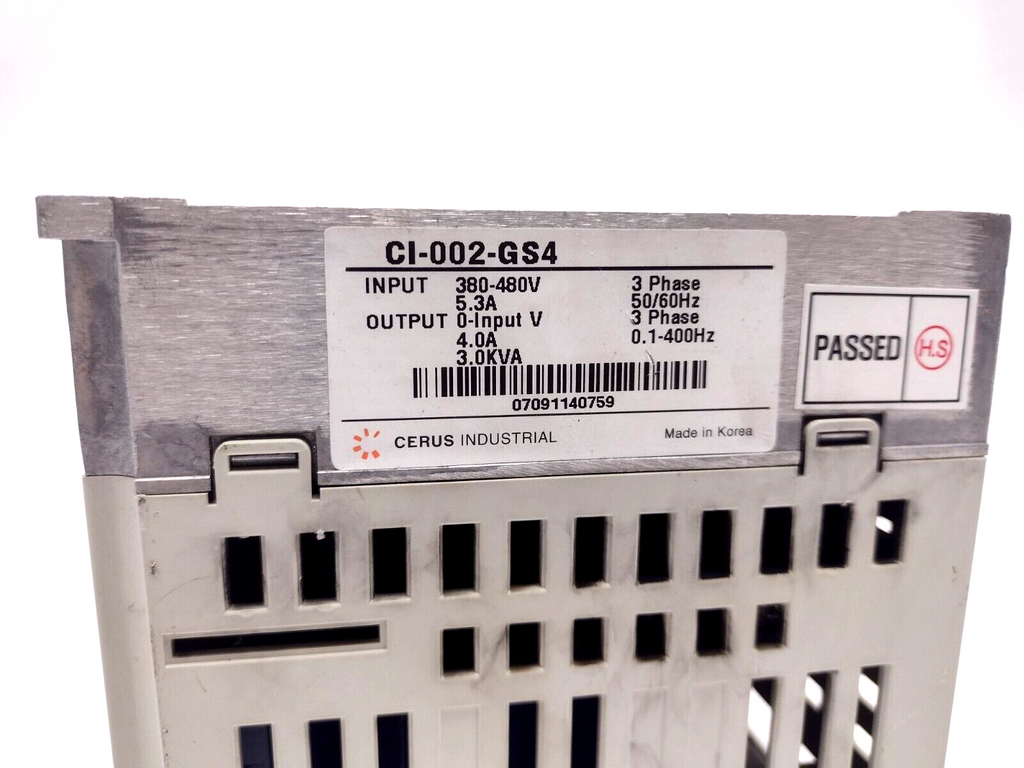 CI-002-GS4
INPUT 380-480V 3 Phase
5.3A 50/60Hz
OUTPUT 0-Input V 3 Phase
4.0A 0.1-400Hz
3.0KVA
07091140759
CERUS INDUSTRIAL Made in Korea
PASSED H.S